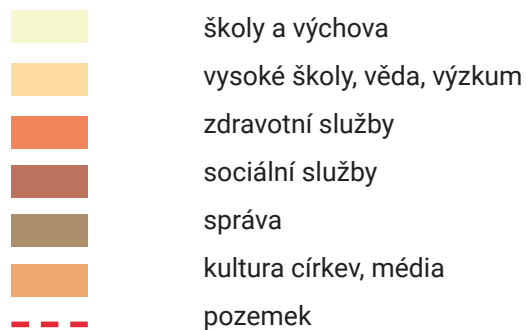 školy a výchova
vysoké školy, věda, výzkum
zdravotní služby
sociální služby
správa
kultura církev, média
pozemek